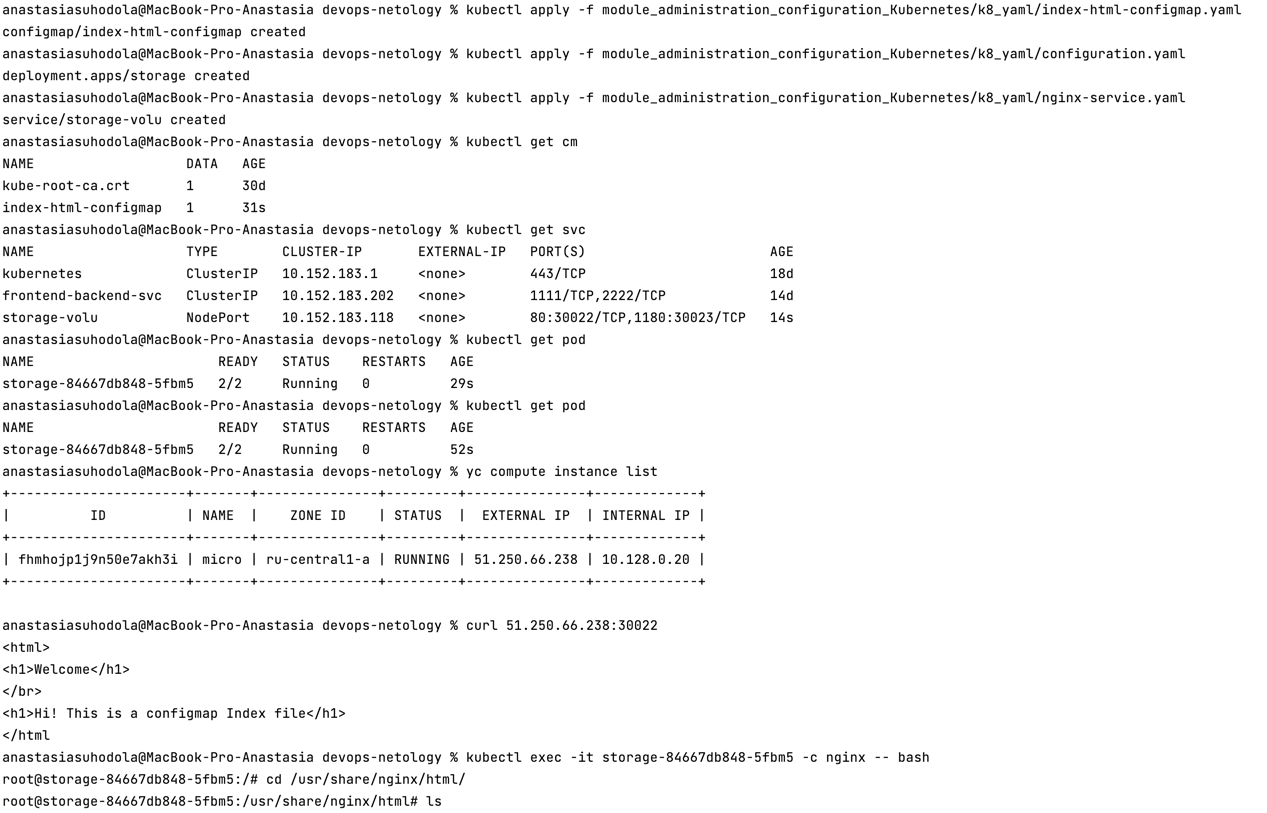 anastasiasuhodola@MacBook-Pro-Anastasia devops-netology % kubectl apply -f module_administration_configuration_Kubernetes/k8_yaml/index-html-configmap.yaml
configmap/index-html-configmap created
anastasiasuhodola@MacBook-Pro-Anastasia devops-netology % kubectl apply -f module_administration_configuration_Kubernetes/k8_yaml/configuration.yaml
deployment.apps/storage created
anastasiasuhodola@MacBook-Pro-Anastasia devops-netology % kubectl apply -f module_administration_configuration_Kubernetes/k8_yaml/nginx-service.yaml
service/storage-volu created
anastasiasuhodola@MacBook-Pro-Anastasia devops-netology % kubectl get cm
NAME                   DATA   AGE
kube-root-ca.crt       1      30d
index-html-configmap   1      31s
anastasiasuhodola@MacBook-Pro-Anastasia devops-netology % kubectl get svc
NAME                   TYPE        CLUSTER-IP       EXTERNAL-IP   PORT(S)                       AGE
kubernetes             ClusterIP   10.152.183.1     <none>        443/TCP                       18d
frontend-backend-svc   ClusterIP   10.152.183.202   <none>        1111/TCP,2222/TCP             14d
storage-volu           NodePort    10.152.183.118   <none>        80:30022/TCP,1180:30023/TCP   14s
anastasiasuhodola@MacBook-Pro-Anastasia devops-netology % kubectl get pod
NAME                       READY   STATUS    RESTARTS   AGE
storage-84667db848-5fbm5   2/2     Running   0          29s
anastasiasuhodola@MacBook-Pro-Anastasia devops-netology % kubectl get pod
NAME                       READY   STATUS    RESTARTS   AGE
storage-84667db848-5fbm5   2/2     Running   0          52s
anastasiasuhodola@MacBook-Pro-Anastasia devops-netology % yc compute instance list
+----------------------+-------+---------------+---------+---------------+-------------+
|          ID          | NAME  |    ZONE ID    | STATUS  |  EXTERNAL IP  | INTERNAL IP |
+----------------------+-------+---------------+---------+---------------+-------------+
| fhmhojp1j9n50e7akh3i | micro | ru-central1-a | RUNNING | 51.250.66.238 | 10.128.0.20 |
+----------------------+-------+---------------+---------+---------------+-------------+
anastasiasuhodola@MacBook-Pro-Anastasia devops-netology % curl 51.250.66.238:30022
<html>
<h1>Welcome</h1>
</br>
<h1>Hi! This is a configmap Index file</h1>
</html
anastasiasuhodola@MacBook-Pro-Anastasia devops-netology % kubectl exec -it storage-84667db848-5fbm5 -c nginx -- bash
root@storage-84667db848-5fbm5:/# cd /usr/share/nginx/html/
root@storage-84667db848-5fbm5:/usr/share/nginx/html# ls